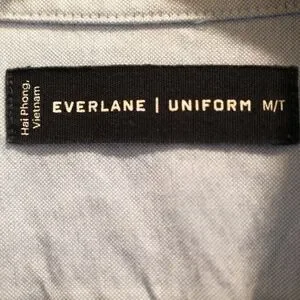 Hai Phong,
Vietnam
EVERLANE | UNIFORM M/T